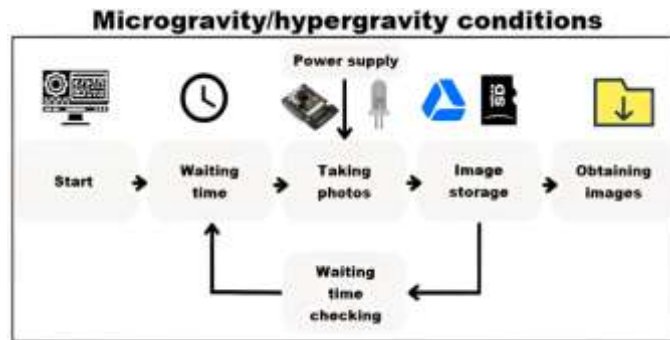 Microgravity/hypergravity conditions
Power supply
Start
Waiting
time
Taking
photos
Image
storage
Obtaining
images
Waiting
time
checking